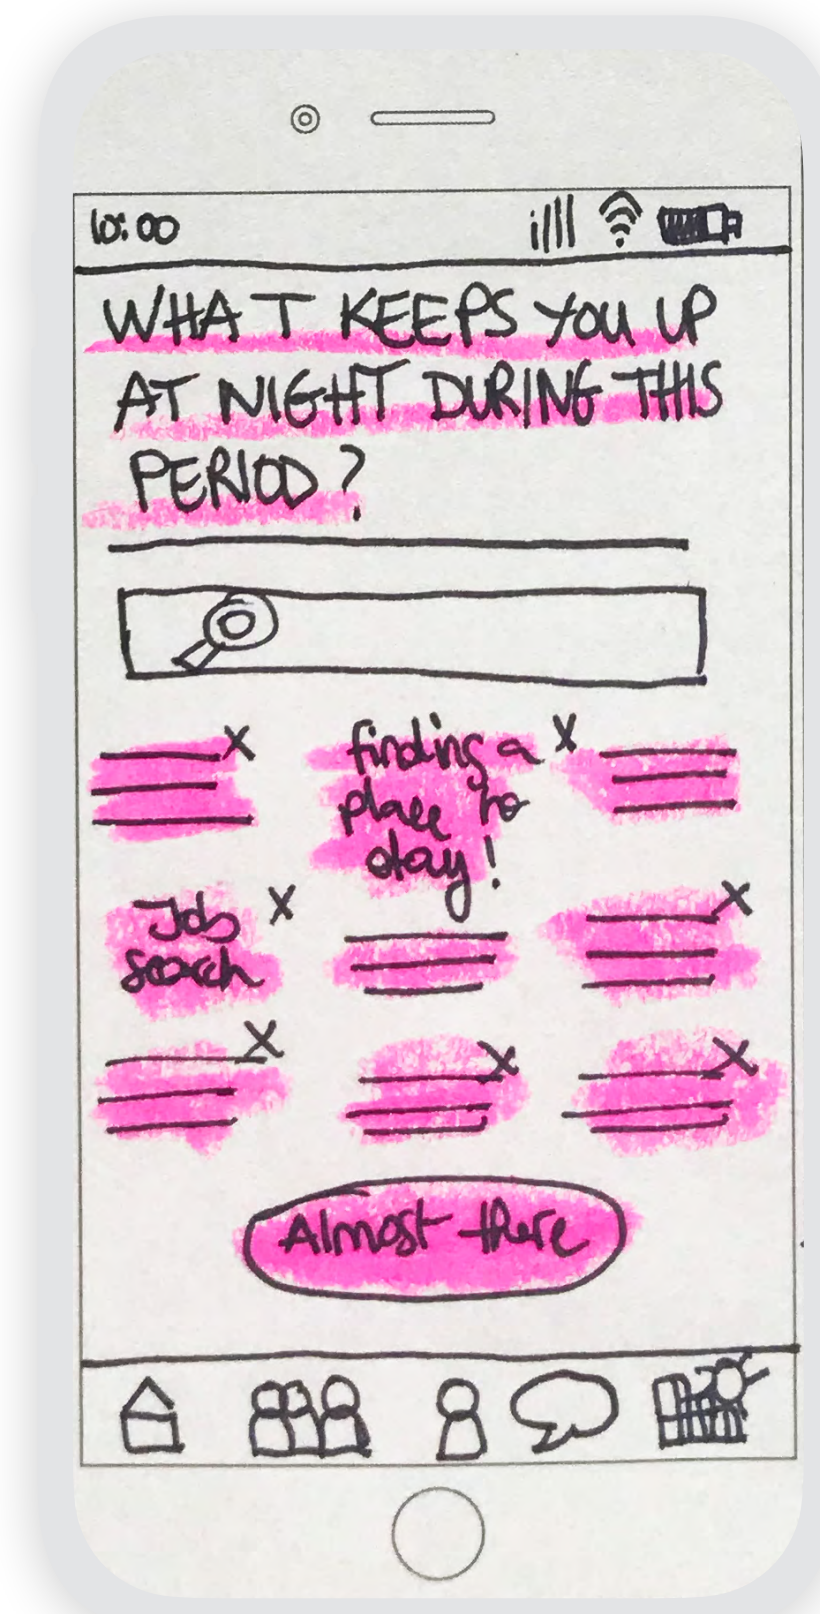 10:00
WHAT KEEPS YOU UP
AT NIGHT DURING THIS
PERIOD?
X
finding a X
place to
stay!
Job X
search
X
X
X
X
Almost there